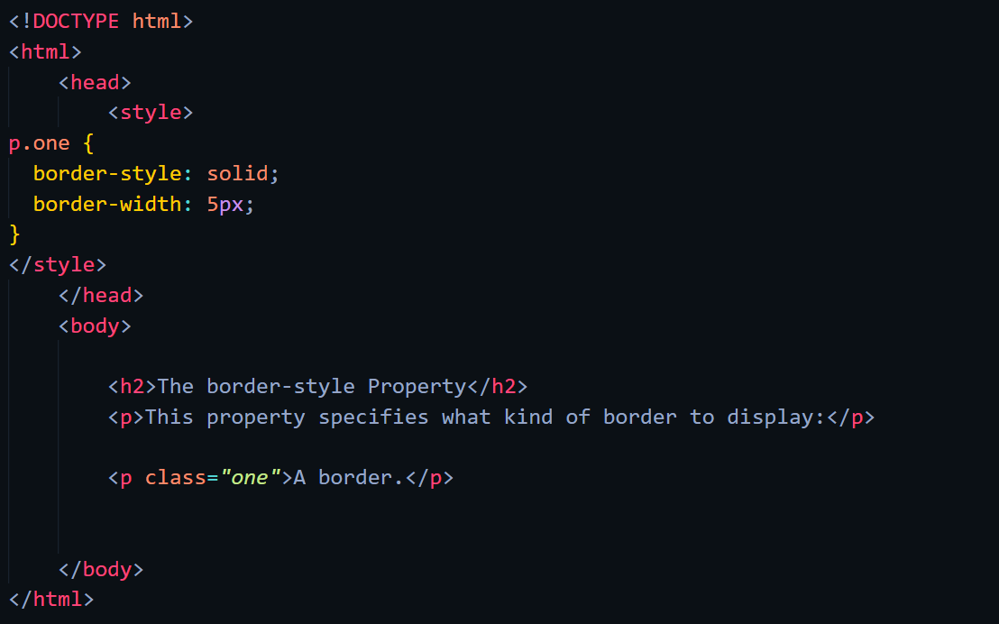 <!DOCTYPE html>
<html>
    <head>
        <style>
p.one {
  border-style: solid;
  border-width: 5px;
}
</style>
    </head>
    <body>

        <h2>The border-style Property</h2>
        <p>This property specifies what kind of border to display:</p>

        <p class="one">A border.</p>


    </body>
</html>